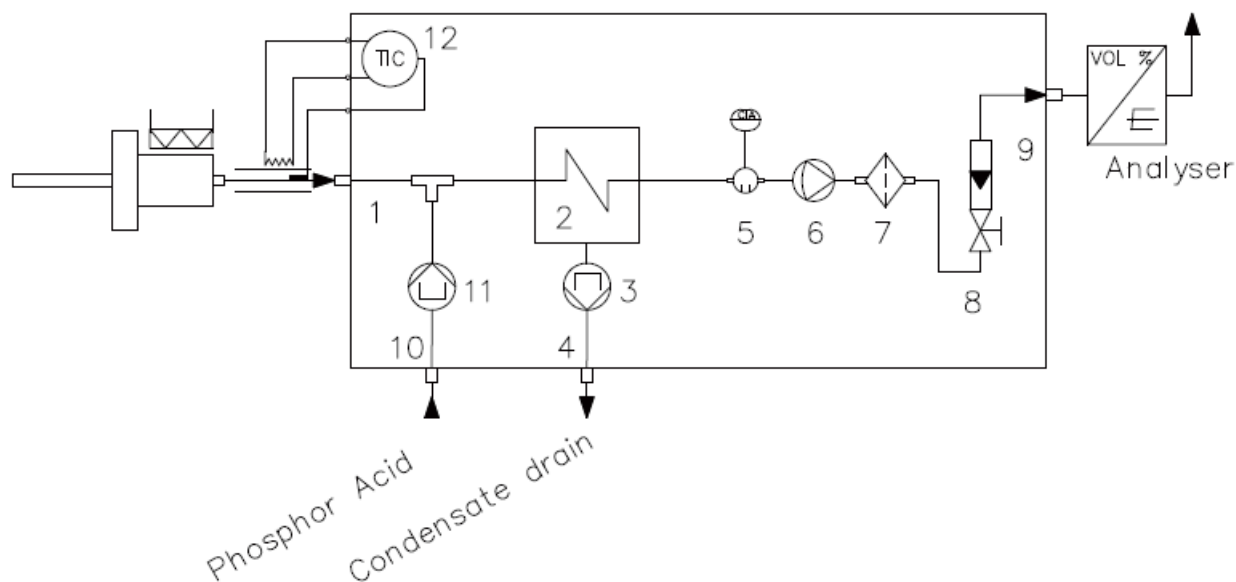 TIC
12
VOL %
CIA
9
Analyser
1
2
5
6
7
11
3
8
10
4
Phosphor Acid
Condensate drain